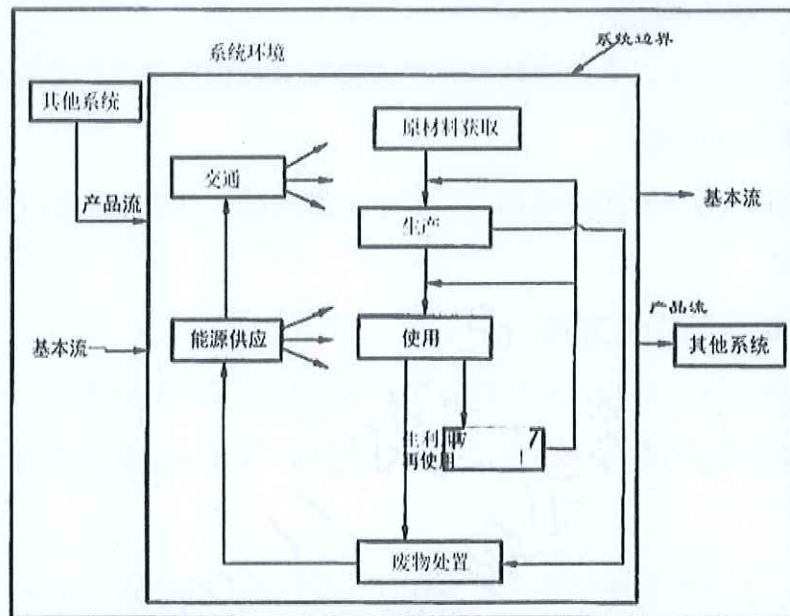 系统环境
系统边界
其他系统
原材料获取
交通
产品流
基本流
生产
产品流
基本流
能源供应
使用
其他系统
再使用
废物处置